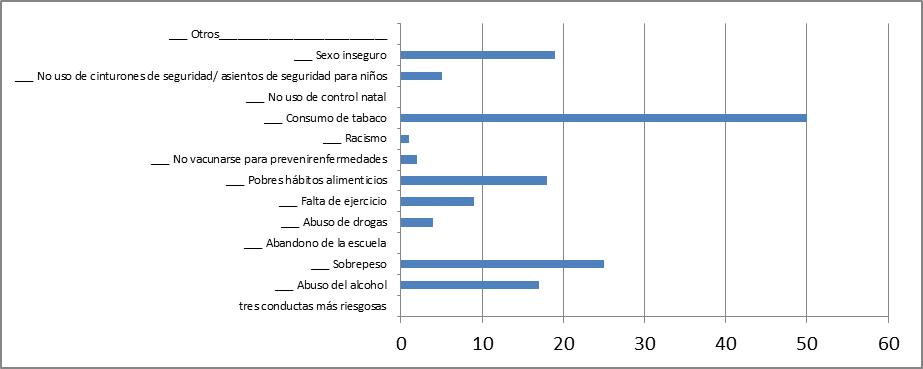 ___ Otros___________________________
___ Sexo inseguro
___ No uso de cinturones de seguridad/ asientos de seguridad para niños
___ No uso de control natal
___ Consumo de tabaco
___ Racismo
___ No vacunarse para prevenirenfermedades
___ Pobres hábitos alimenticios
___ Falta de ejercicio
___ Abuso de drogas
___ Abandono de la escuela
___ Sobrepeso
___ Abuso del alcohol
tres conductas más riesgosas
0 10 20 30 40 50 60